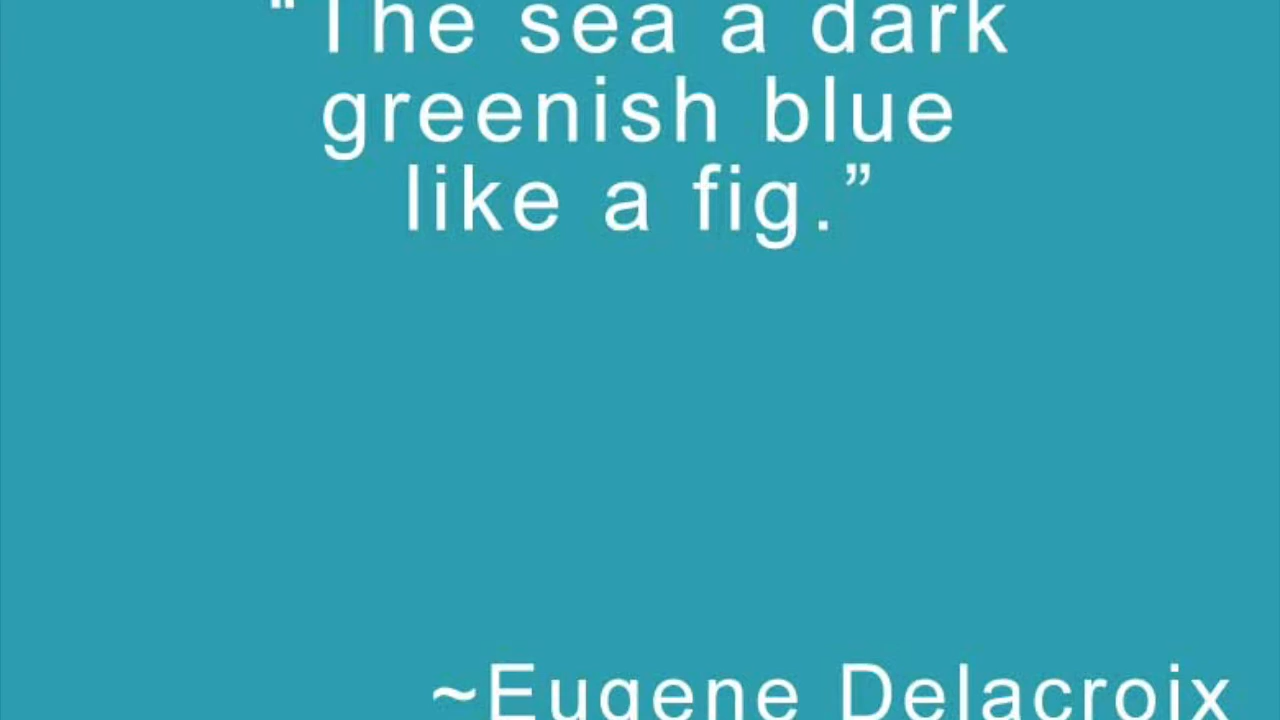 “The sea a dark
greenish blue
like a fig.”
~Eugene Delacroix